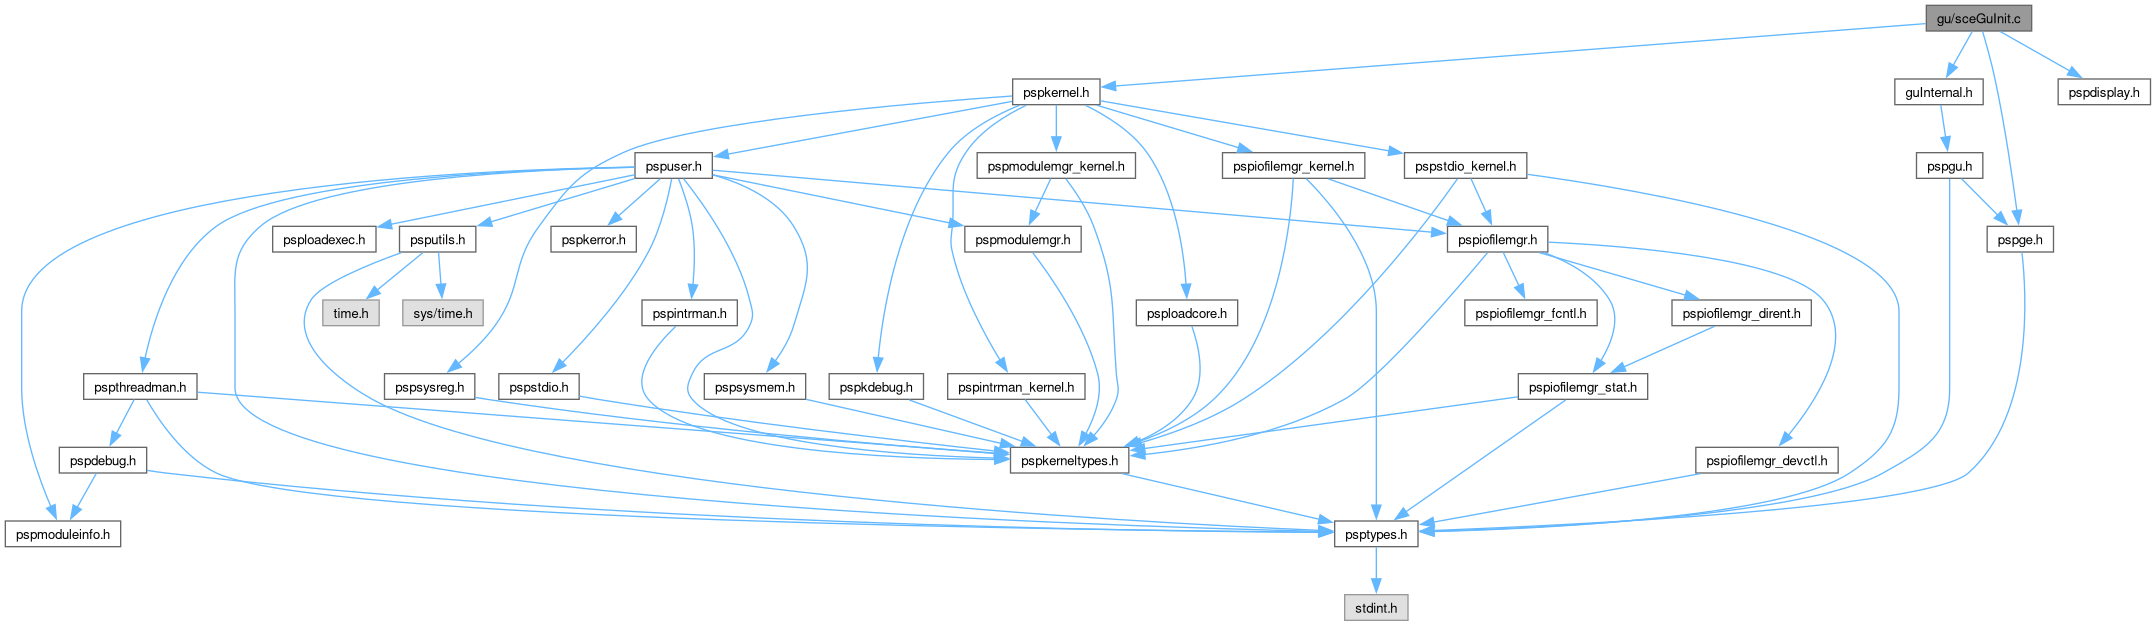 gu/sceGuInit.c
pspkernel.h
guInternal.h
pspdisplay.h
pspuser.h
pspmodulemgr_kernel.h
pspiofilemgr_kernel.h
pspstdio_kernel.h
pspgu.h
psploadexec.h
psputils.h
pspkerror.h
pspmodulemgr.h
pspiofilemgr.h
pspge.h
time.h
sys/time.h
pspintrman.h
psploadcore.h
pspiofilemgr_fcntl.h
pspiofilemgr_dirent.h
pspthreadman.h
pspsysreg.h
pspstdio.h
pspsysmem.h
pspkdebug.h
pspintrman_kernel.h
pspiofilemgr_stat.h
pspdebug.h
pspkerneltypes.h
pspiofilemgr_devctl.h
pspmoduleinfo.h
psptypes.h
stdint.h